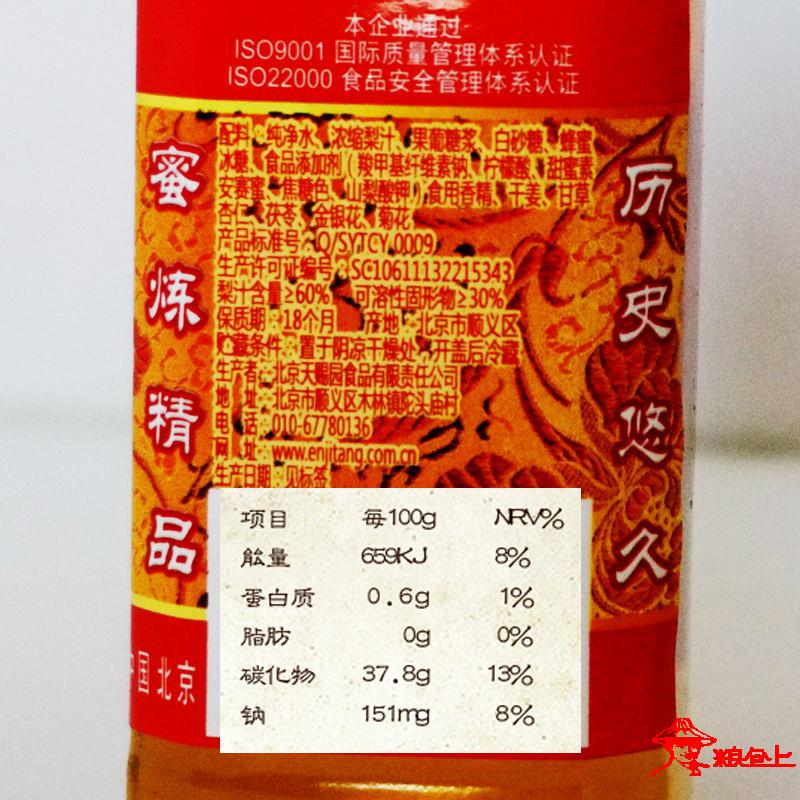 本企业通过
ISO9001 国际质量管理体系认证
ISO22000 食品安全管理体系认证
蜜炼精品
配料：纯净水、浓缩梨汁、果葡糖浆、白砂糖、蜂蜜
冰糖、食品添加剂（羧甲基纤维素钠、柠檬酸、甜蜜素
安赛蜜、焦糖色、山梨酸钾）食用香精、干姜、甘草
杏仁、茯苓、金银花、菊花
产品标准号：Q/SYTCY 0009
生产许可证编号：SC10611132215343
梨汁含量≥60% 可溶性固形物≥30%
保质期：18个月 产地：北京市顺义区
贮藏条件：置于阴凉干燥处、开盖后冷藏
生产者：北京天赐园食品有限责任公司
地 址：北京市顺义区木林镇陀头庙村
电 话：010-67780136
网 址：www.enjitang.com.cn
生产日期：见标签
历史悠久
项目 每100g NRV%
能量 659KJ 8%
蛋白质 0.6g 1%
脂肪 0g 0%
碳化物 37.8g 13%
钠 151mg 8%
中国北京
粮仓上